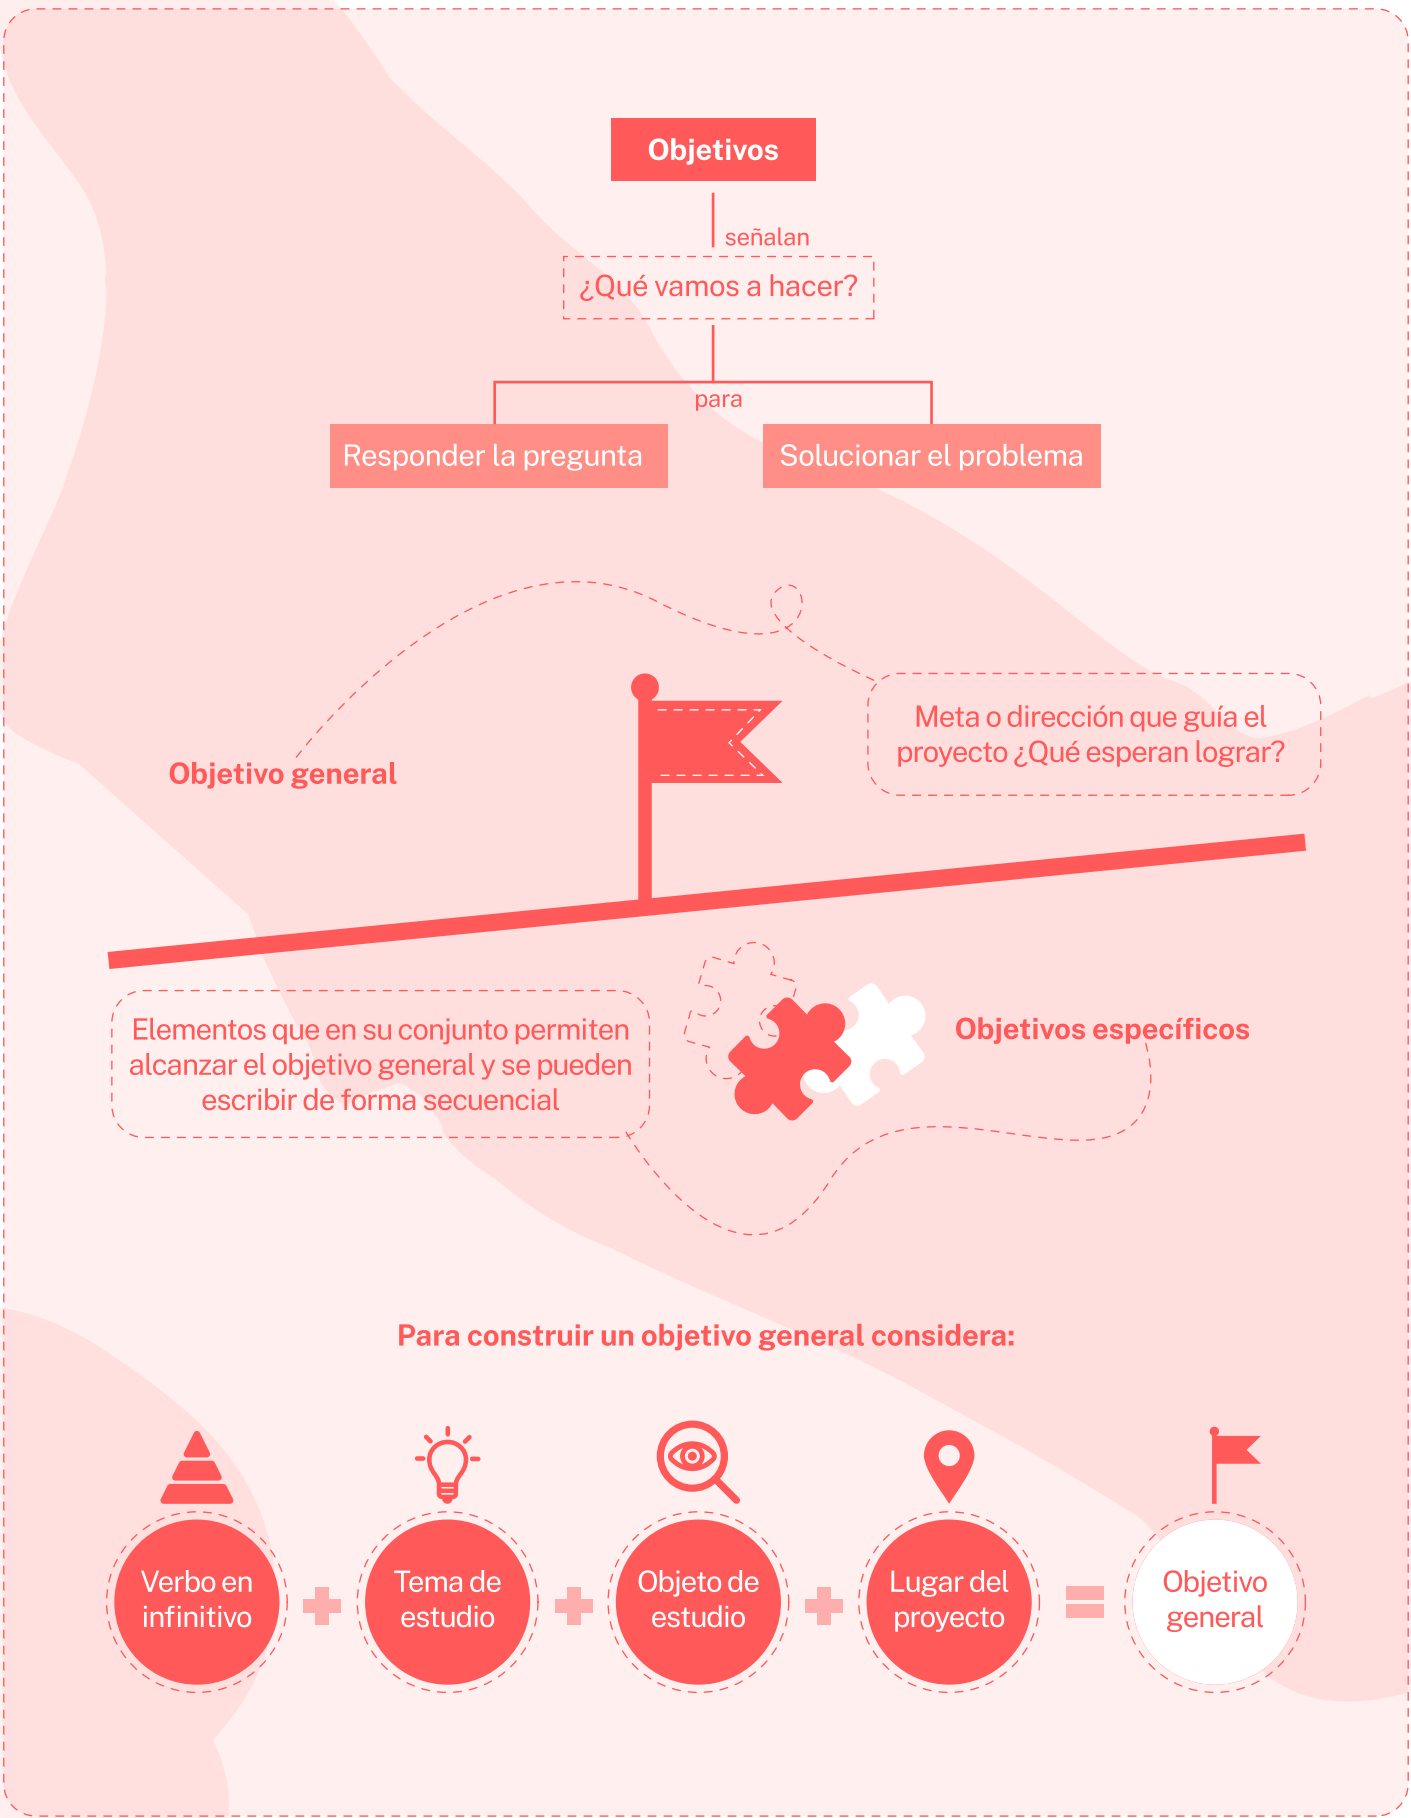 Objetivos
señalan
¿Qué vamos a hacer?
para
Responder la pregunta
Solucionar el problema
Objetivo general
Meta o dirección que guía el
proyecto ¿Qué esperan lograr?
Elementos que en su conjunto permiten
alcanzar el objetivo general y se pueden
escribir de forma secuencial
Objetivos específicos
Para construir un objetivo general considera:
Verbo en
infinitivo
Tema de
estudio
Objeto de
estudio
Lugar del
proyecto
Objetivo
general